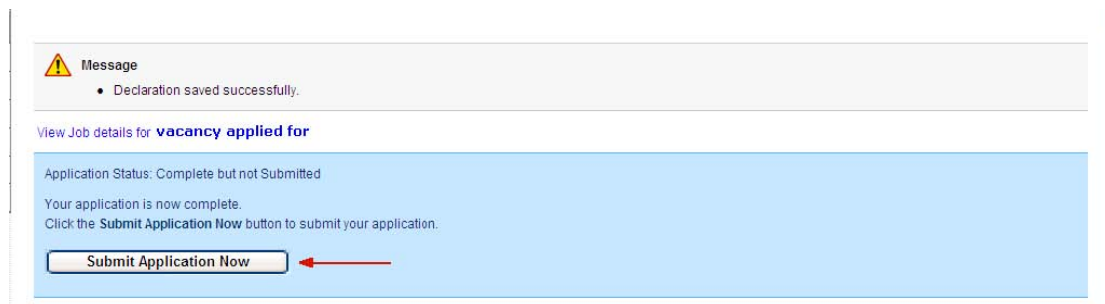 Message
• Declaration saved successfully.
View Job details for vacancy applied for
Application Status: Complete but not Submitted
Your application is now complete.
Click the Submit Application Now button to submit your application.
Submit Application Now